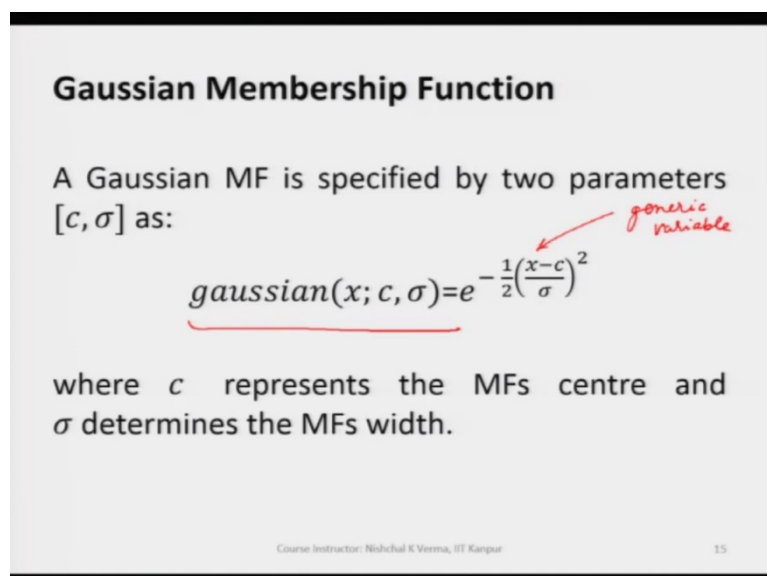 Gaussian Membership Function
A Gaussian MF is specified by two parameters
[c, σ] as:
generic
variable
gaussian(x; c, σ)=e^{-\frac{1}{2}\left(\frac{x-c}{σ}\right)^2}
where c represents the MFs centre and
σ determines the MFs width.
Course Instructor: Nishchal K Verma, IIT Kanpur
15